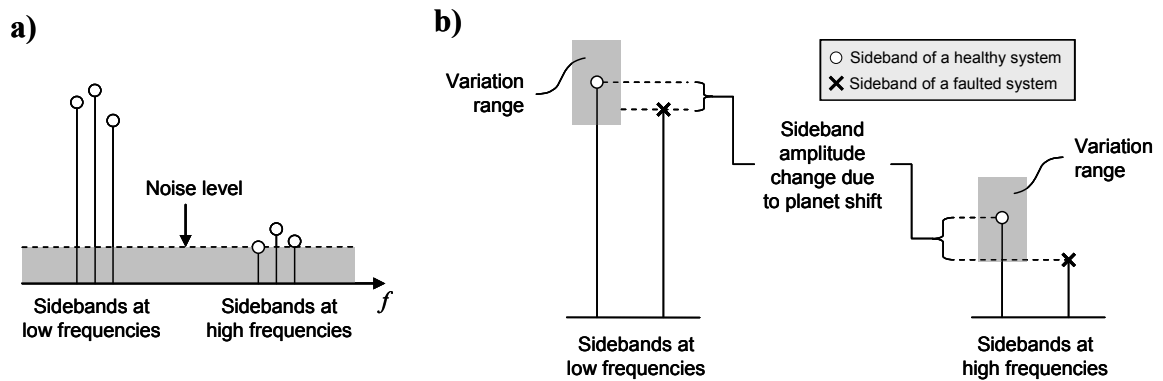 a)
Noise level
Sidebands at
low frequencies
Sidebands at
high frequencies
f
b)
Variation
range
Sideband of a healthy system
Sideband of a faulted system
Sideband
amplitude
change due
to planet shift
Variation
range
Sidebands at
low frequencies
Sidebands at
high frequencies